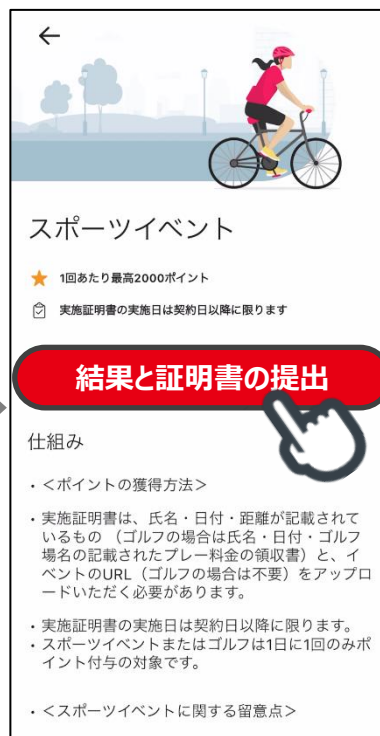 スポーツイベント
1回あたり最高2000ポイント
実施証明書の実施日は契約日以降に限ります
結果と証明書の提出
仕組み
・＜ポイントの獲得方法＞
・実施証明書は、氏名・日付・距離が記載されて
いるもの （ゴルフの場合は氏名・日付・ゴルフ
場名の記載されたプレー料金の領収書）と、イ
ベントのURL（ゴルフの場合は不要）をアップロ
ードいただく必要があります。
・実施証明書の実施日は契約日以降に限ります。
・スポーツイベントまたはゴルフは1日に1回のみポ
イント付与の対象です。
・＜スポーツイベントに関する留意点＞